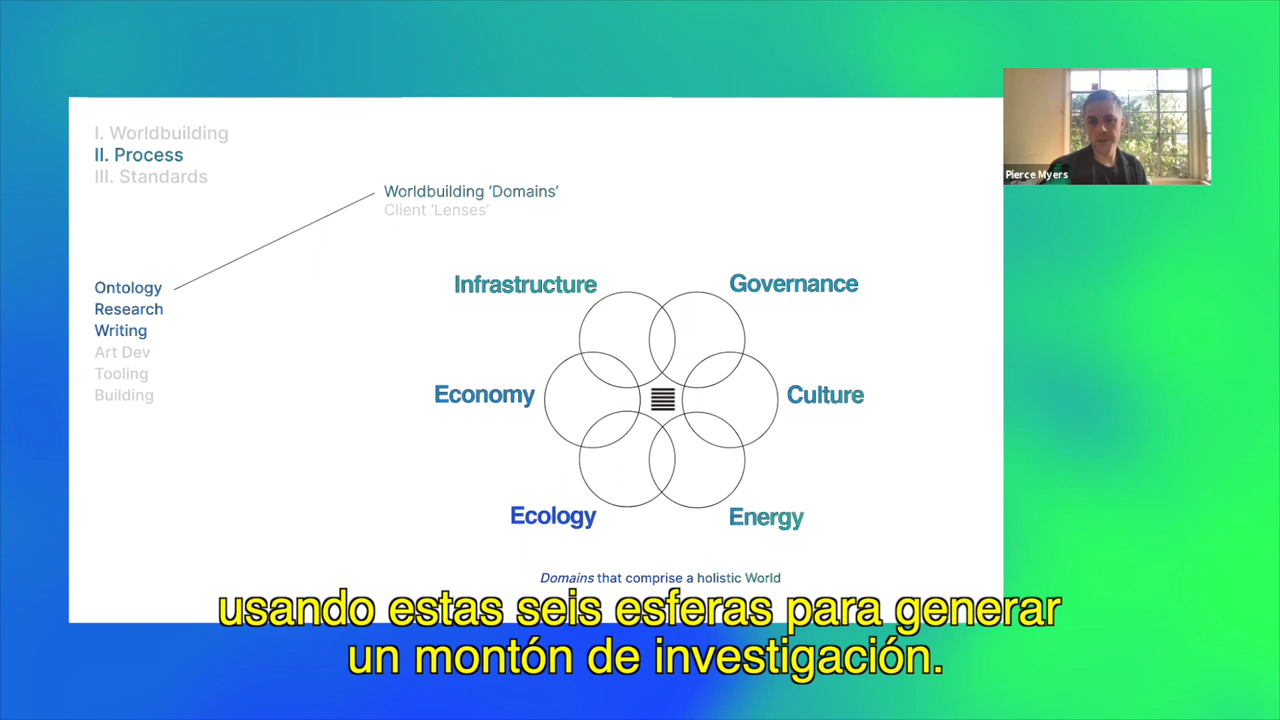 I. Worldbuilding
II. Process
III. Standards
Worldbuilding ‘Domains’
Client ‘Lenses’
Ontology
Research
Writing
Art Dev
Tooling
Building
Infrastructure
Governance
Economy
Culture
Ecology
Energy
Domains that comprise a holistic World
Pierce Myers
usando estas seis esferas para generar
un montón de investigación.